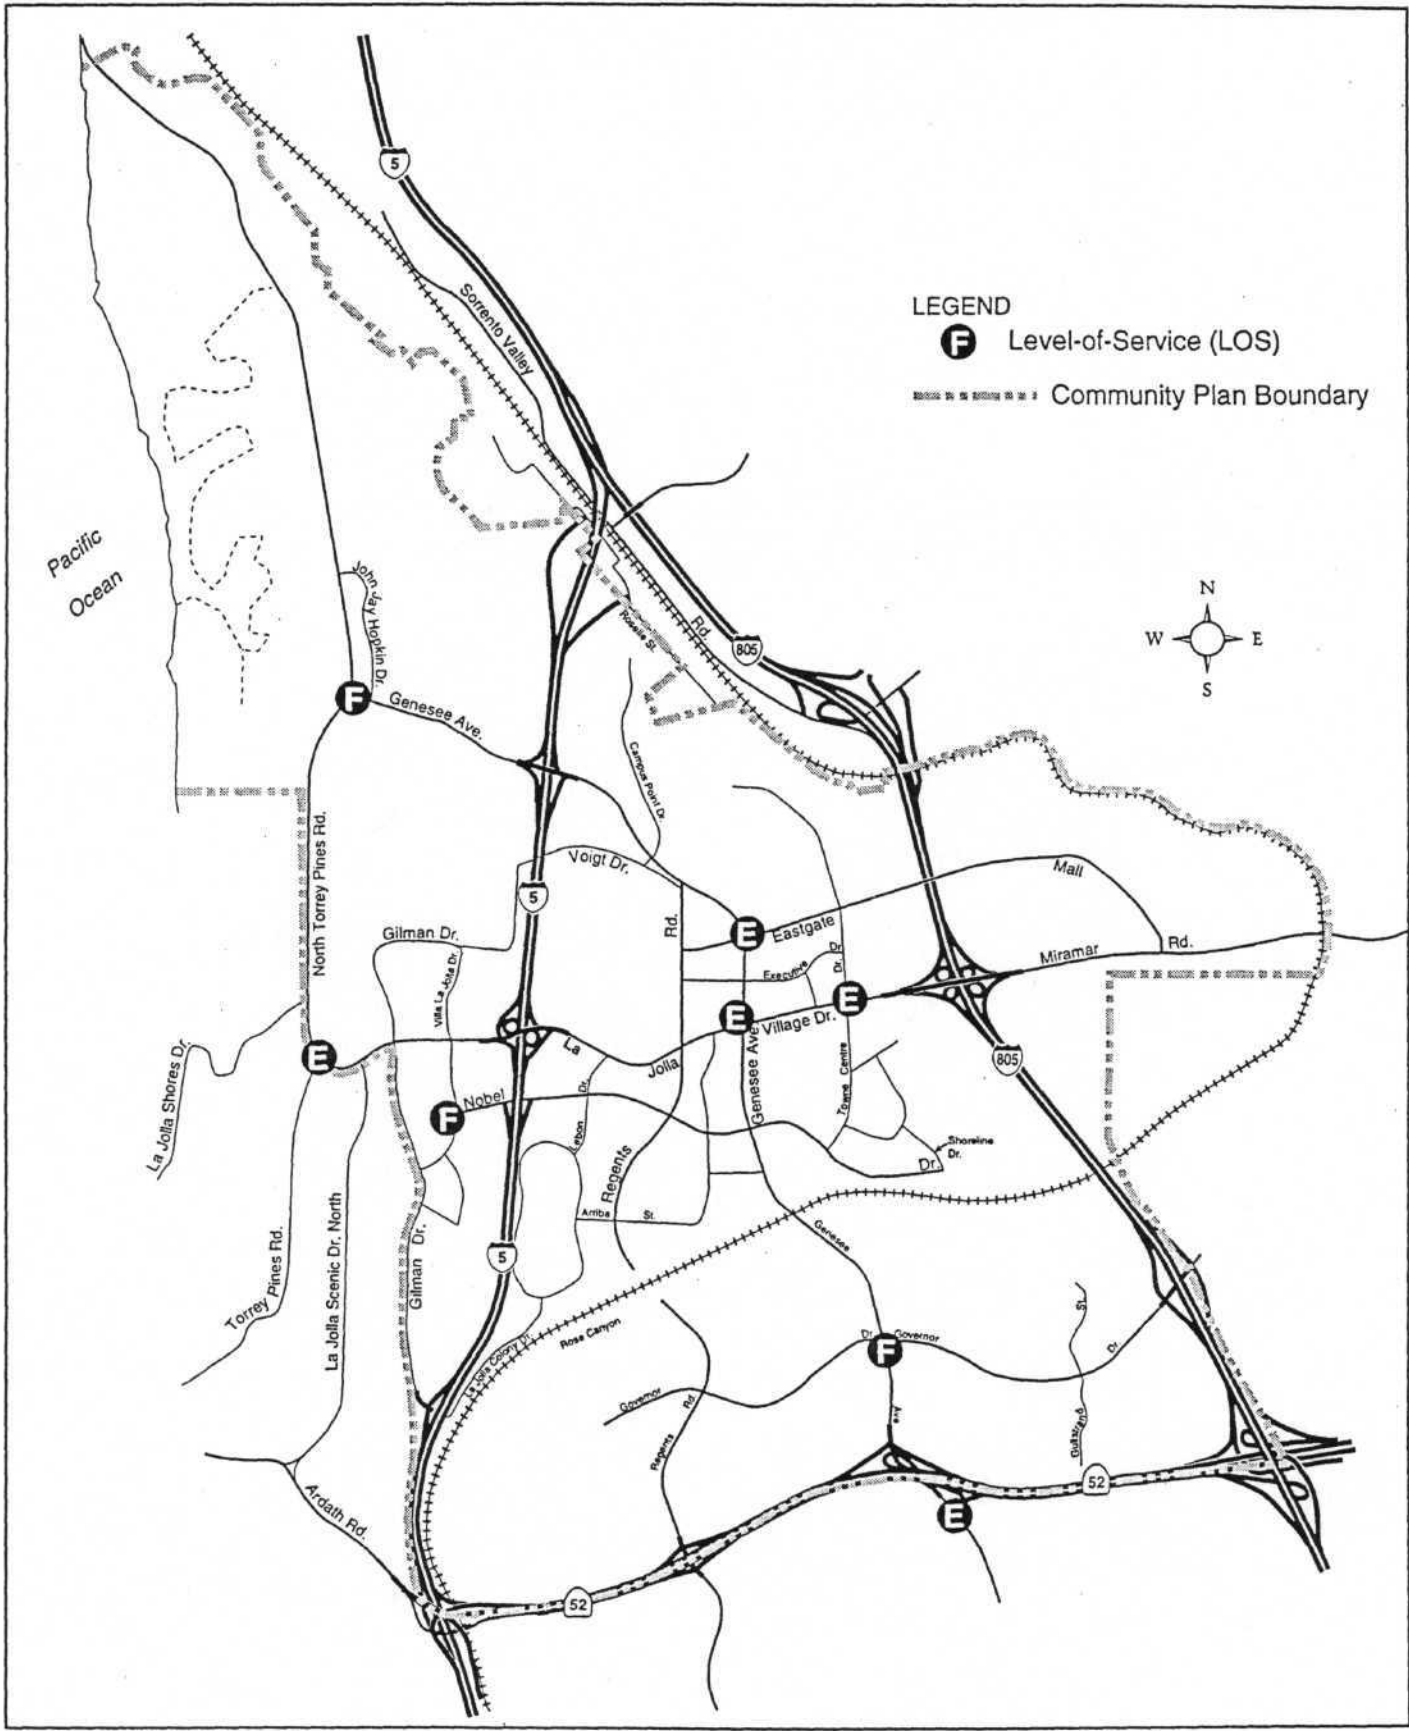 5
Sorrento Valley
LEGEND
F Level-of-Service (LOS)
Community Plan Boundary
Pacific
Ocean
John Jay Hopkin Dr.
Roselle St.
Rd.
805
N
W E
S
F
Genesee Ave.
Campus Point Dr.
North Torrey Pines Rd.
Voigt Dr.
Mall
5
Gilman Dr.
Villa La Jolla Dr.
Rd.
E
Eastgate
Executive Dr.
Dr.
Miramar Rd.
E
E
Village Dr.
La Jolla Shores Dr.
E
La
Jolla
Genesee Ave
Towne Centre
805
F
Nobel
Lebon Dr.
Regents
Shoreline
Dr.
Dr.
Arriba St.
Genesee
Torrey Pines Rd.
La Jolla Scenic Dr. North
Gilman Dr.
5
La Jolla Colony Dr.
Rose Canyon
Dr. Governor
F
St.
Dr.
Governor
Rd.
Regents
Ave
Gullstrand
52
E
Ardath Rd.
52